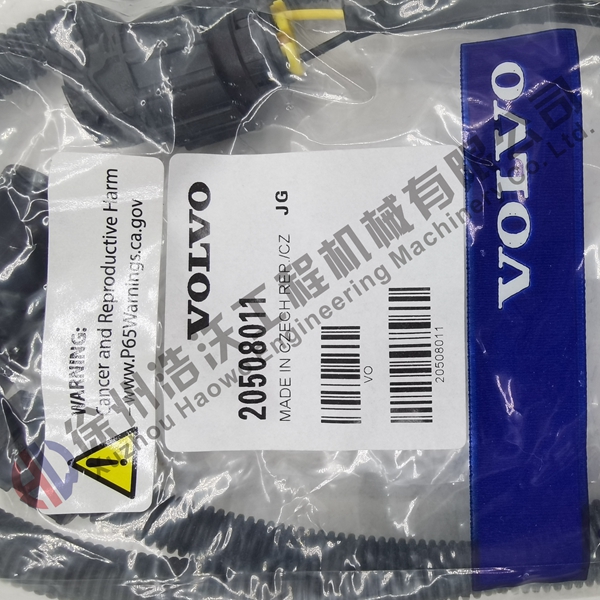 WARNING:
Cancer and Reproductive Harm
www.P65Warnings.ca.gov
VOLVO
20508011
MADE IN CZECH REP./CZ
JG
VO
20508011
VOLVO
徐州浩沃工程机械有限公司
Xuzhou Haowo Engineering Machinery Co.,Ltd.